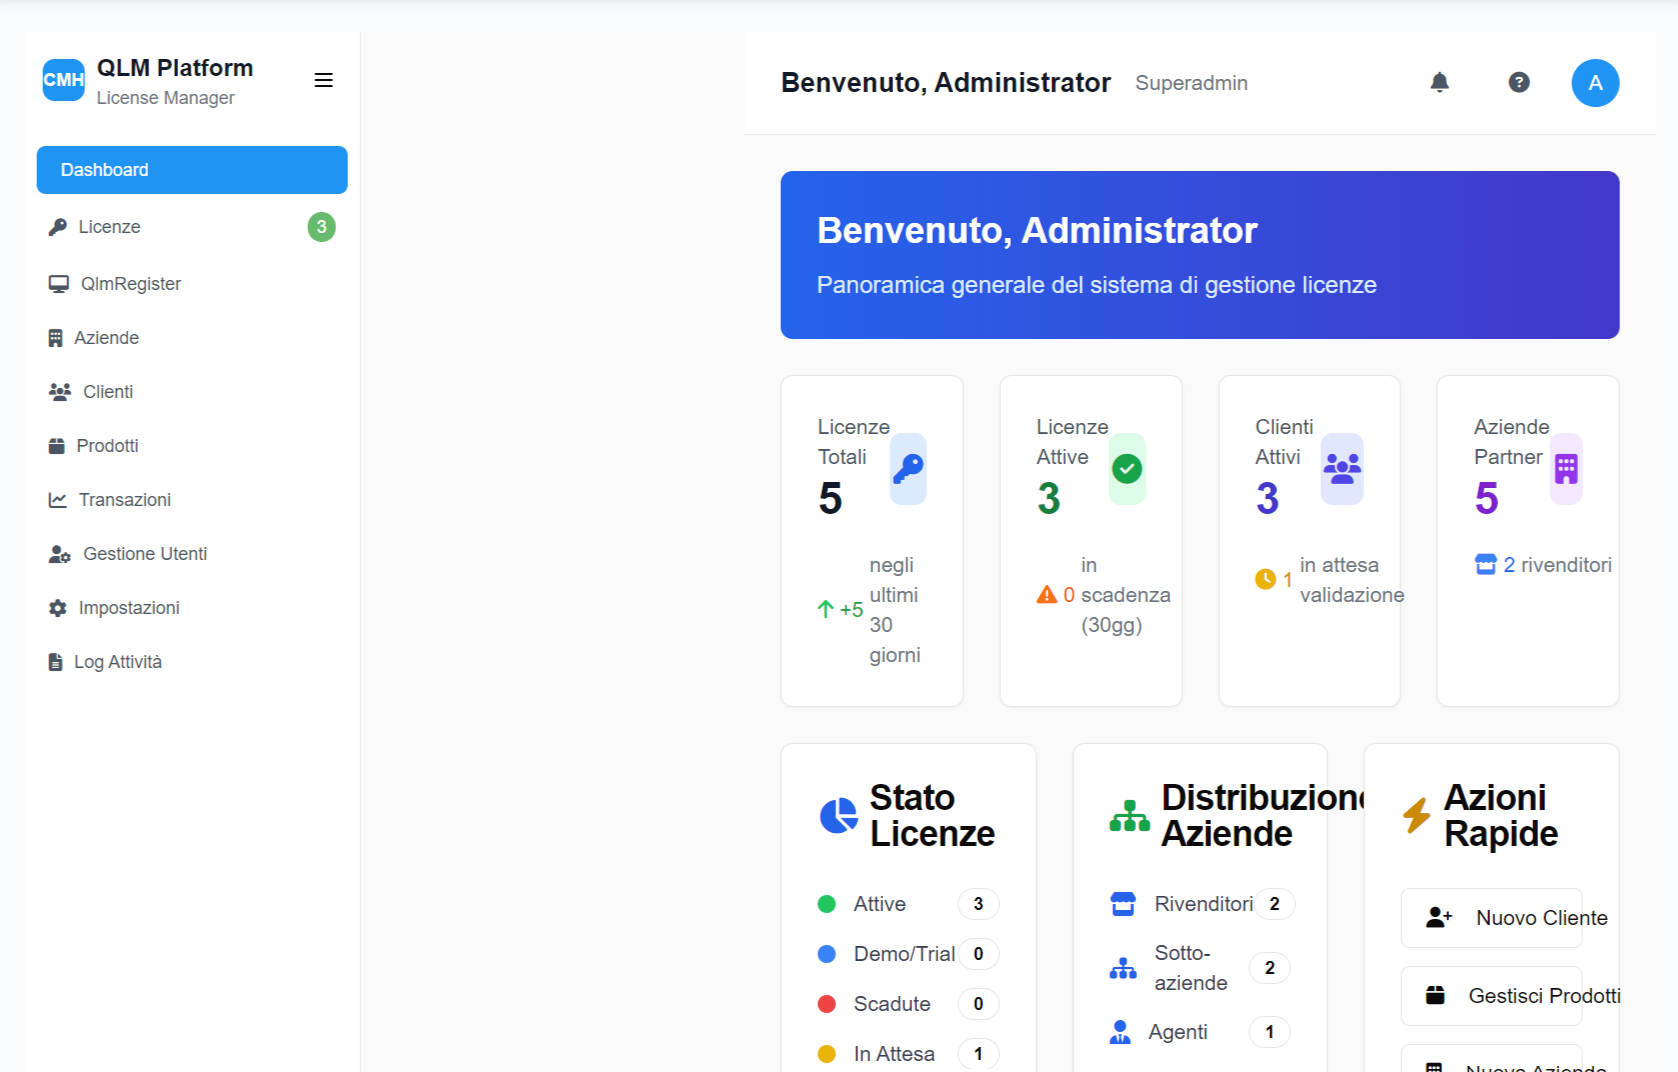 CMH
QLM Platform
License Manager
Dashboard
Licenze 3
QlmRegister
Aziende
Clienti
Prodotti
Transazioni
Gestione Utenti
Impostazioni
Log Attività
Benvenuto, Administrator Superadmin
A
Benvenuto, Administrator
Panoramica generale del sistema di gestione licenze
Licenze
Totali
5
+5 negli
ultimi
30
giorni
Licenze
Attive
3
0 in
scadenza
(30gg)
Clienti
Attivi
3
1 in attesa
validazione
Aziende
Partner
5
2 rivenditori
Stato
Licenze
Attive 3
Demo/Trial 0
Scadute 0
In Attesa 1
Distribuzione
Aziende
Rivenditori 2
Sotto-
aziende 2
Agenti 1
Azioni
Rapide
Nuovo Cliente
Gestisci Prodotti
Nuova Azienda